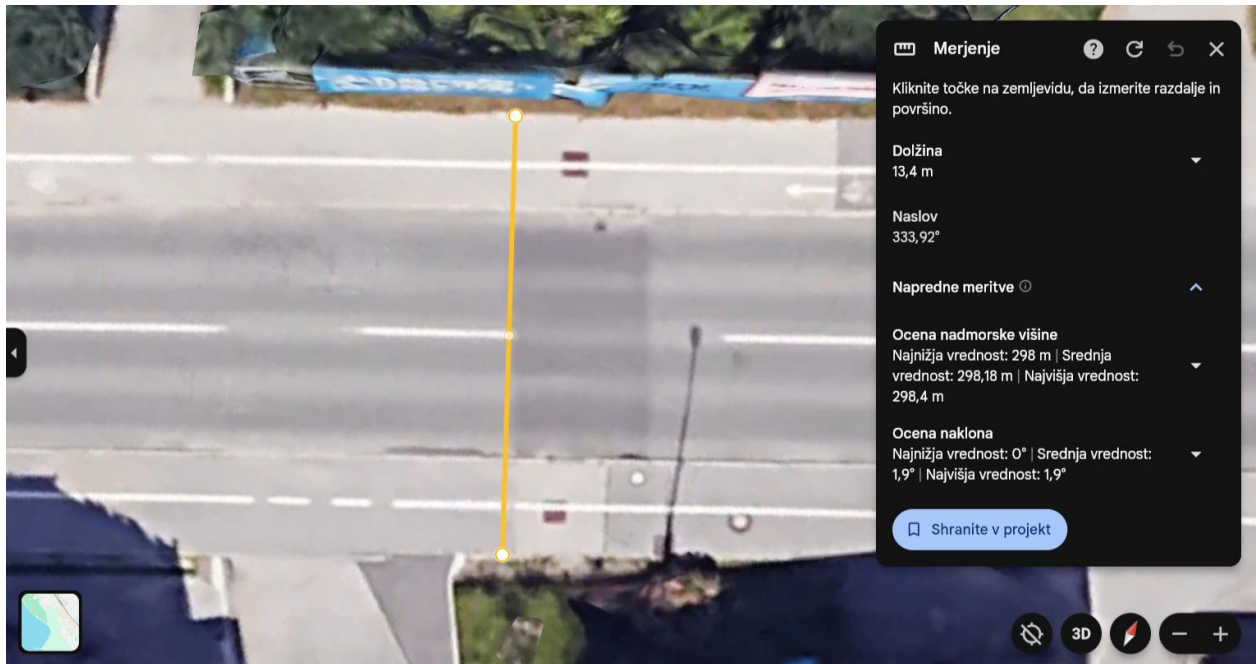 Merjenje
Kliknite točke na zemljevidu, da izmerite razdalje in
površino.
Dolžina
13,4 m
Naslov
333,92°
Napredne meritve
Ocena nadmorske višine
Najnižja vrednost: 298 m | Srednja
vrednost: 298,18 m | Najvišja vrednost:
298,4 m
Ocena naklona
Najnižja vrednost: 0° | Srednja vrednost:
1,9° | Najvišja vrednost: 1,9°
Shranite v projekt
3D